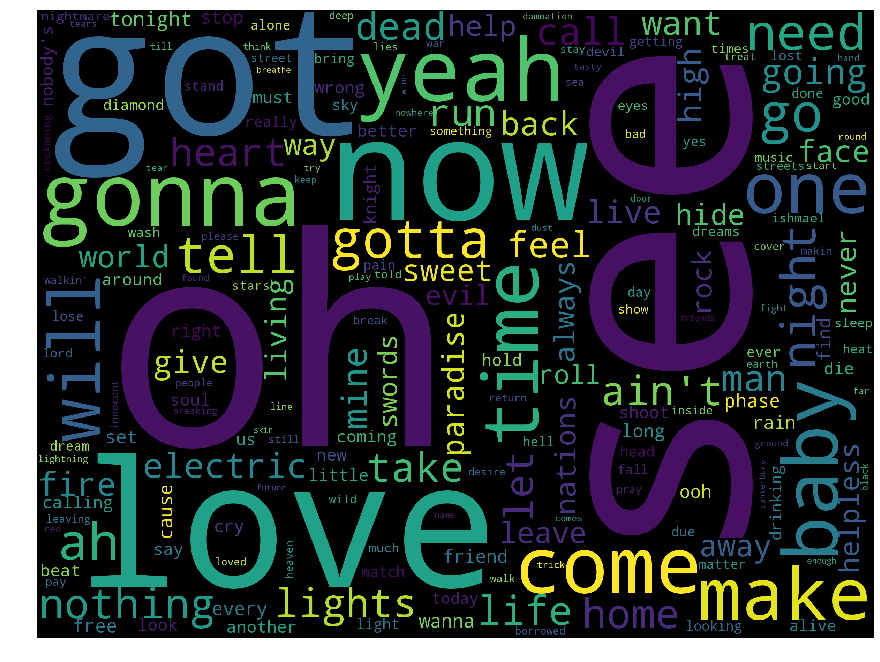 nightmare tonight stop alone dead help deep damnation call want need
nobody's tears till think lies war stay devil getting times lost hand
got yeah street breathe bring tasty treat going
diamond stand must wrong sky run nowhere sea high eyes done good
reckoning really better something back bad yes go round
heart way knight now music face
tear try keep streets start one
gonna wash please gotta feel live door hide ishmael
world tell stars pain told sweet dreams cover makin
walkin' around found play dust rock day never
will lose oh break evil time always show night fight
lord right living see friends find sleep
give mine swords paradise hold roll ever earth heat
people soul ain't man die
innocent breaking line return shoot inside phase far
set skin us still coming hell let nations long rain
dream head baby ground
lightning love electric new little take desire fall helpless
fire cause future wild leave pray ooh canterbury drinking black
calling leaving red cry name comes due away
ah say much friend come matter enough
beat loved heaven watch walk trick make
pay nothing every lights today life home looking
free look another light wanna borrowed alive